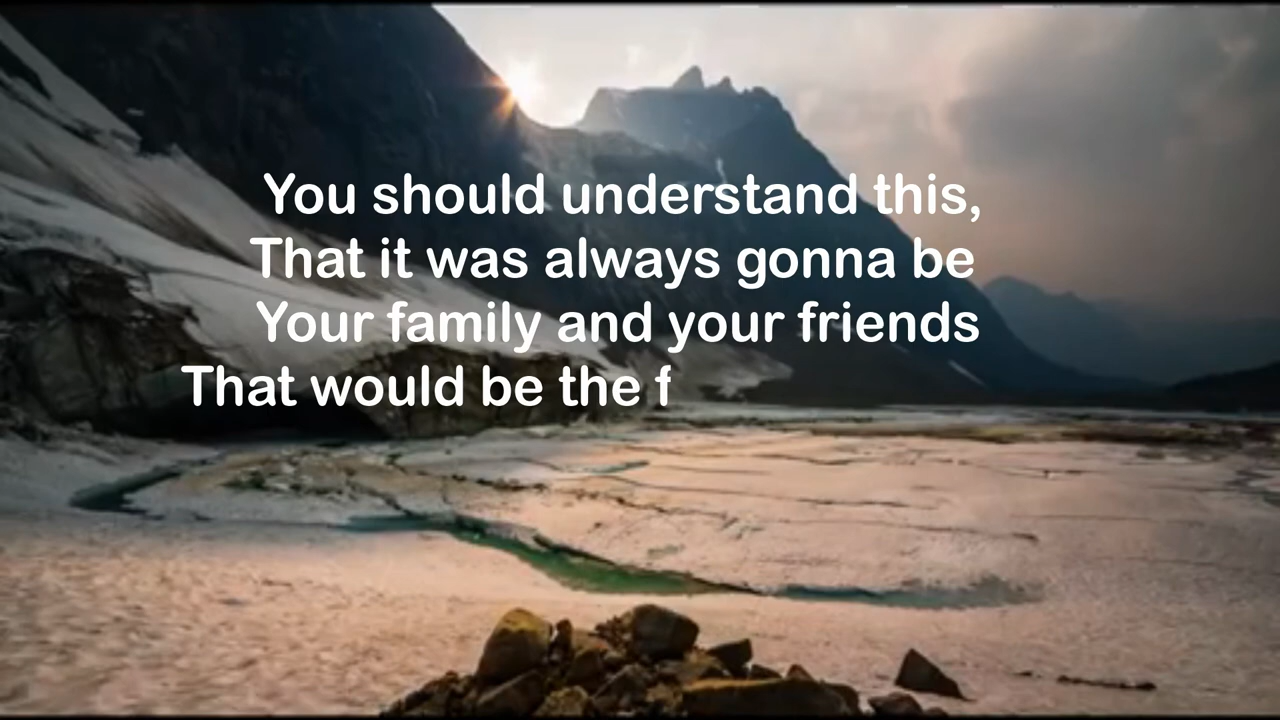 You should understand this,
That it was always gonna be
Your family and your friends
That would be the f